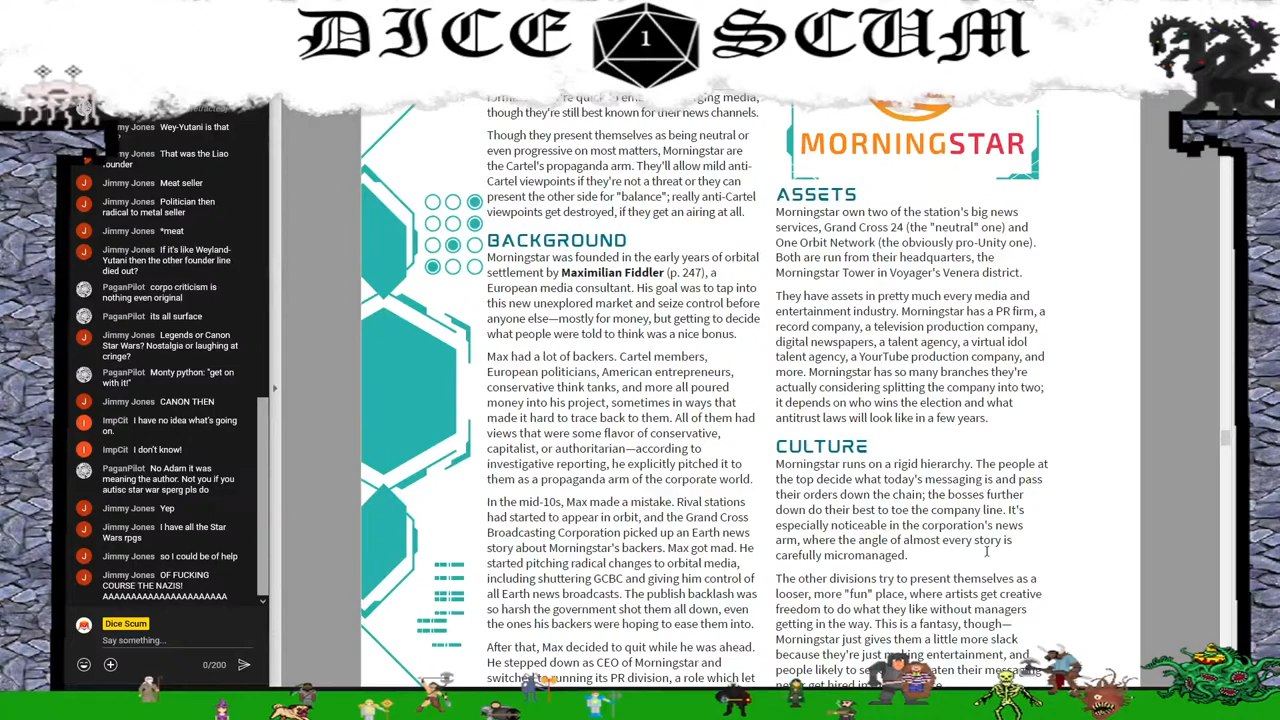 DICE 1 SCUM
my Jones Wey-Yutani is that
?
my Jones That was the Liao
founder
Jimmy Jones Meat seller
Jimmy Jones Politician then
radical to metal seller
Jimmy Jones *meat
Jimmy Jones If it's like Weyland-
Yutani then the other founder line
died out?
PaganPilot corpo criticism is
nothing even original
PaganPilot its all surface
Jimmy Jones Legends or Canon
Star Wars? Nostalgia or laughing at
cringe?
PaganPilot Monty python: "get on
with it!"
Jimmy Jones CANON THEN
ImpCit I have no idea what's going
on.
ImpCit I don't know!
PaganPilot No Adam it was
meaning the author. Not you if you
autisc star war sperg pls do
Jimmy Jones Yep
Jimmy Jones I have all the Star
Wars rpgs
Jimmy Jones so I could be of help
Jimmy Jones OF FUCKING
COURSE THE NAZIS!
AAAAAAAAAAAAAAAAAAAAAA
Dice Scum
Say something...
0/200
though they're still best known for their news channels.
Though they present themselves as being neutral or
even progressive on most matters, Morningstar are
the Cartel's propaganda arm. They'll allow mild anti-
Cartel viewpoints if they're not a threat or they can
present the other side for "balance"; really anti-Cartel
viewpoints get destroyed, if they get an airing at all.
BACKGROUND
Morningstar was founded in the early years of orbital
settlement by Maximilian Fiddler (p. 247), a
European media consultant. His goal was to tap into
this new unexplored market and seize control before
anyone else—mostly for money, but getting to decide
what people were told to think was a nice bonus.
Max had a lot of backers. Cartel members,
European politicians, American entrepreneurs,
conservative think tanks, and more all poured
money into his project, sometimes in ways that
made it hard to trace back to them. All of them had
views that were some flavor of conservative,
capitalist, or authoritarian—according to
investigative reporting, he explicitly pitched it to
them as a propaganda arm of the corporate world.
In the mid-10s, Max made a mistake. Rival stations
had started to appear in orbit, and the Grand Cross
Broadcasting Corporation picked up an Earth news
story about Morningstar's backers. Max got mad. He
started pitching radical changes to orbital media,
including shuttering GCBC and giving him control of
all Earth news broadcasts. The publish backlash was
so harsh the government shot them all down, even
the ones his backers were hoping to ease them into.
After that, Max decided to quit while he was ahead.
He stepped down as CEO of Morningstar and
switched running its PR division, a role which let
MORNINGSTAR
ASSETS
Morningstar own two of the station's big news
services, Grand Cross 24 (the "neutral" one) and
One Orbit Network (the obviously pro-Unity one).
Both are run from their headquarters, the
Morningstar Tower in Voyager's Venera district.
They have assets in pretty much every media and
entertainment industry. Morningstar has a PR firm, a
record company, a television production company,
digital newspapers, a talent agency, a virtual idol
talent agency, a YourTube production company, and
more. Morningstar has so many branches they're
actually considering splitting the company into two;
it depends on who wins the election and what
antitrust laws will look like in a few years.
CULTURE
Morningstar runs on a rigid hierarchy. The people at
the top decide what today's messaging is and pass
their orders down the chain; the bosses further
down do their best to toe the company line. It's
especially noticeable in the corporation's news
arm, where the angle of almost every story is
carefully micromanaged.
The other divisions try to present themselves as a
looser, more "fun" place, where artists get creative
freedom to do what they like without managers
getting in the way. This is a fantasy, though—
Morningstar just gives them a little more slack
because they're just making entertainment, and
people likely to their